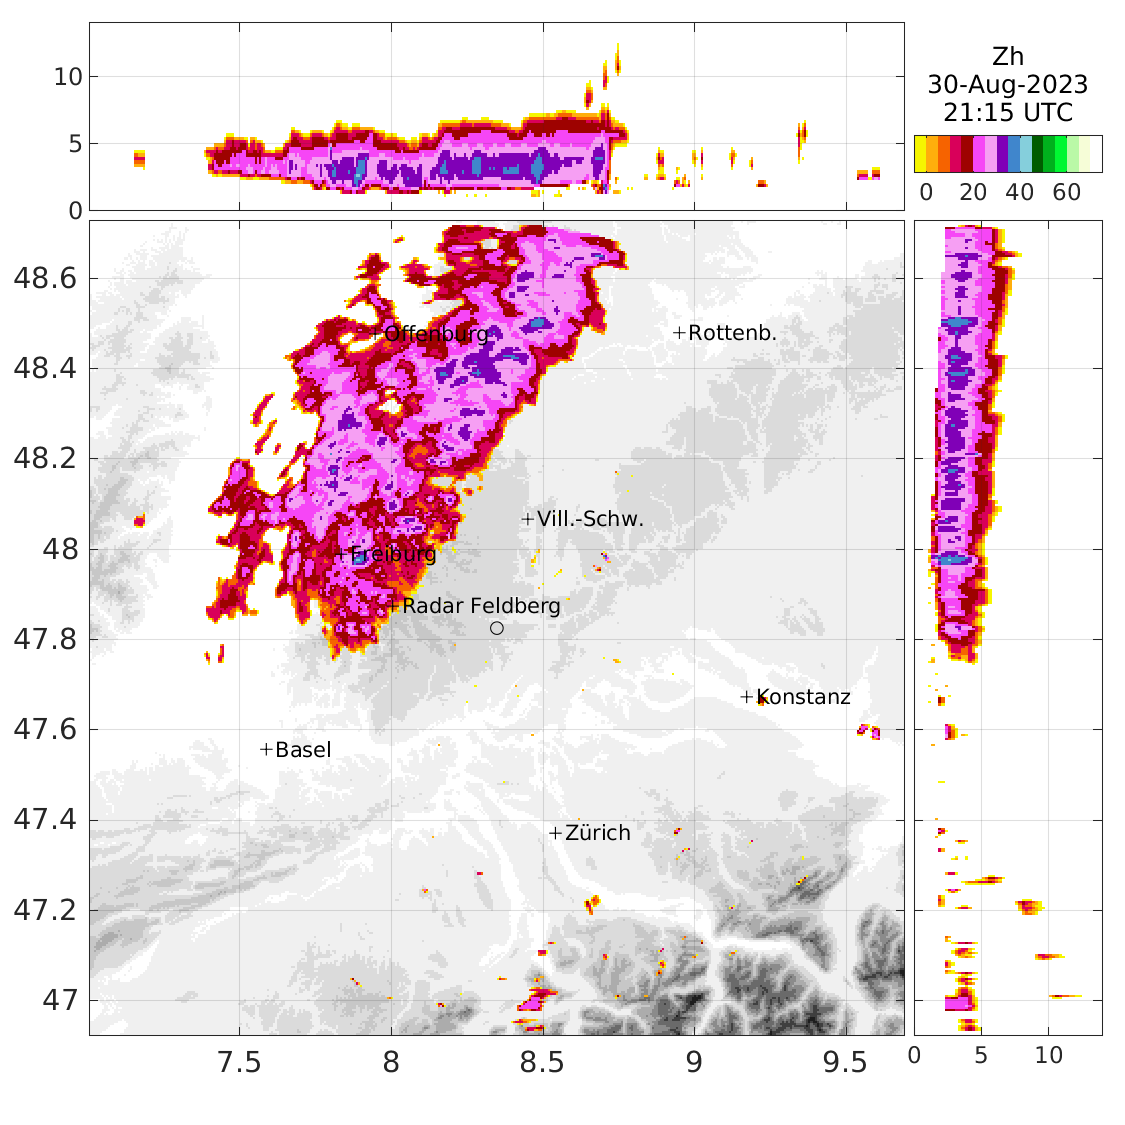 10
5
0
Zh
30-Aug-2023
21:15 UTC
0 20 40 60
48.6
48.4
48.2
48
47.8
47.6
47.4
47.2
47
Offenburg
Rottenb.
Vill.-Schw.
Freiburg
Radar Feldberg
Konstanz
Basel
Zürich
7.5 8 8.5 9 9.5
0 5 10